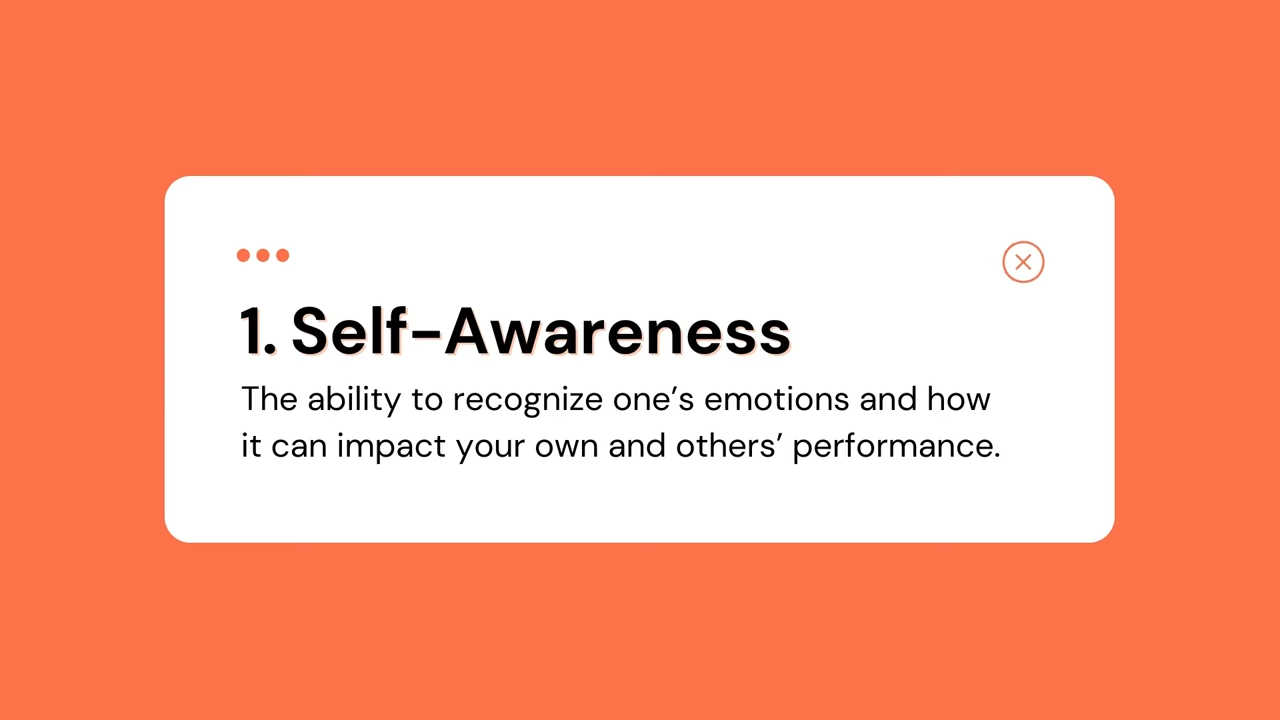 1. Self-Awareness
The ability to recognize one’s emotions and how
it can impact your own and others’ performance.